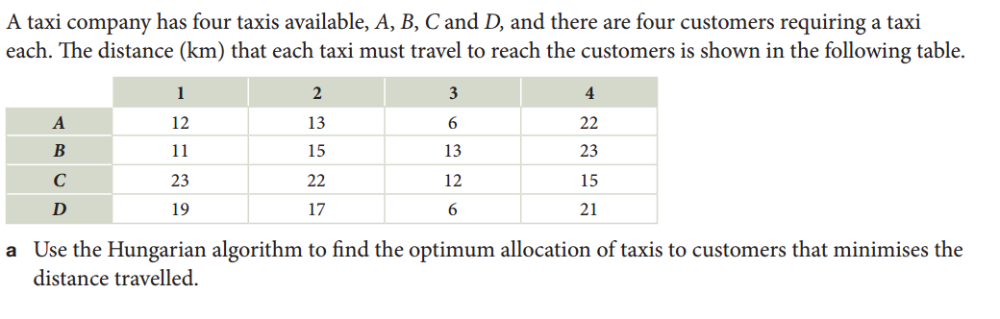 A taxi company has four taxis available, A, B, C and D, and there are four customers requiring a taxi
each. The distance (km) that each taxi must travel to reach the customers is shown in the following table.
1 2 3 4
A 12 13 6 22
B 11 15 13 23
C 23 22 12 15
D 19 17 6 21
a Use the Hungarian algorithm to find the optimum allocation of taxis to customers that minimises the
distance travelled.